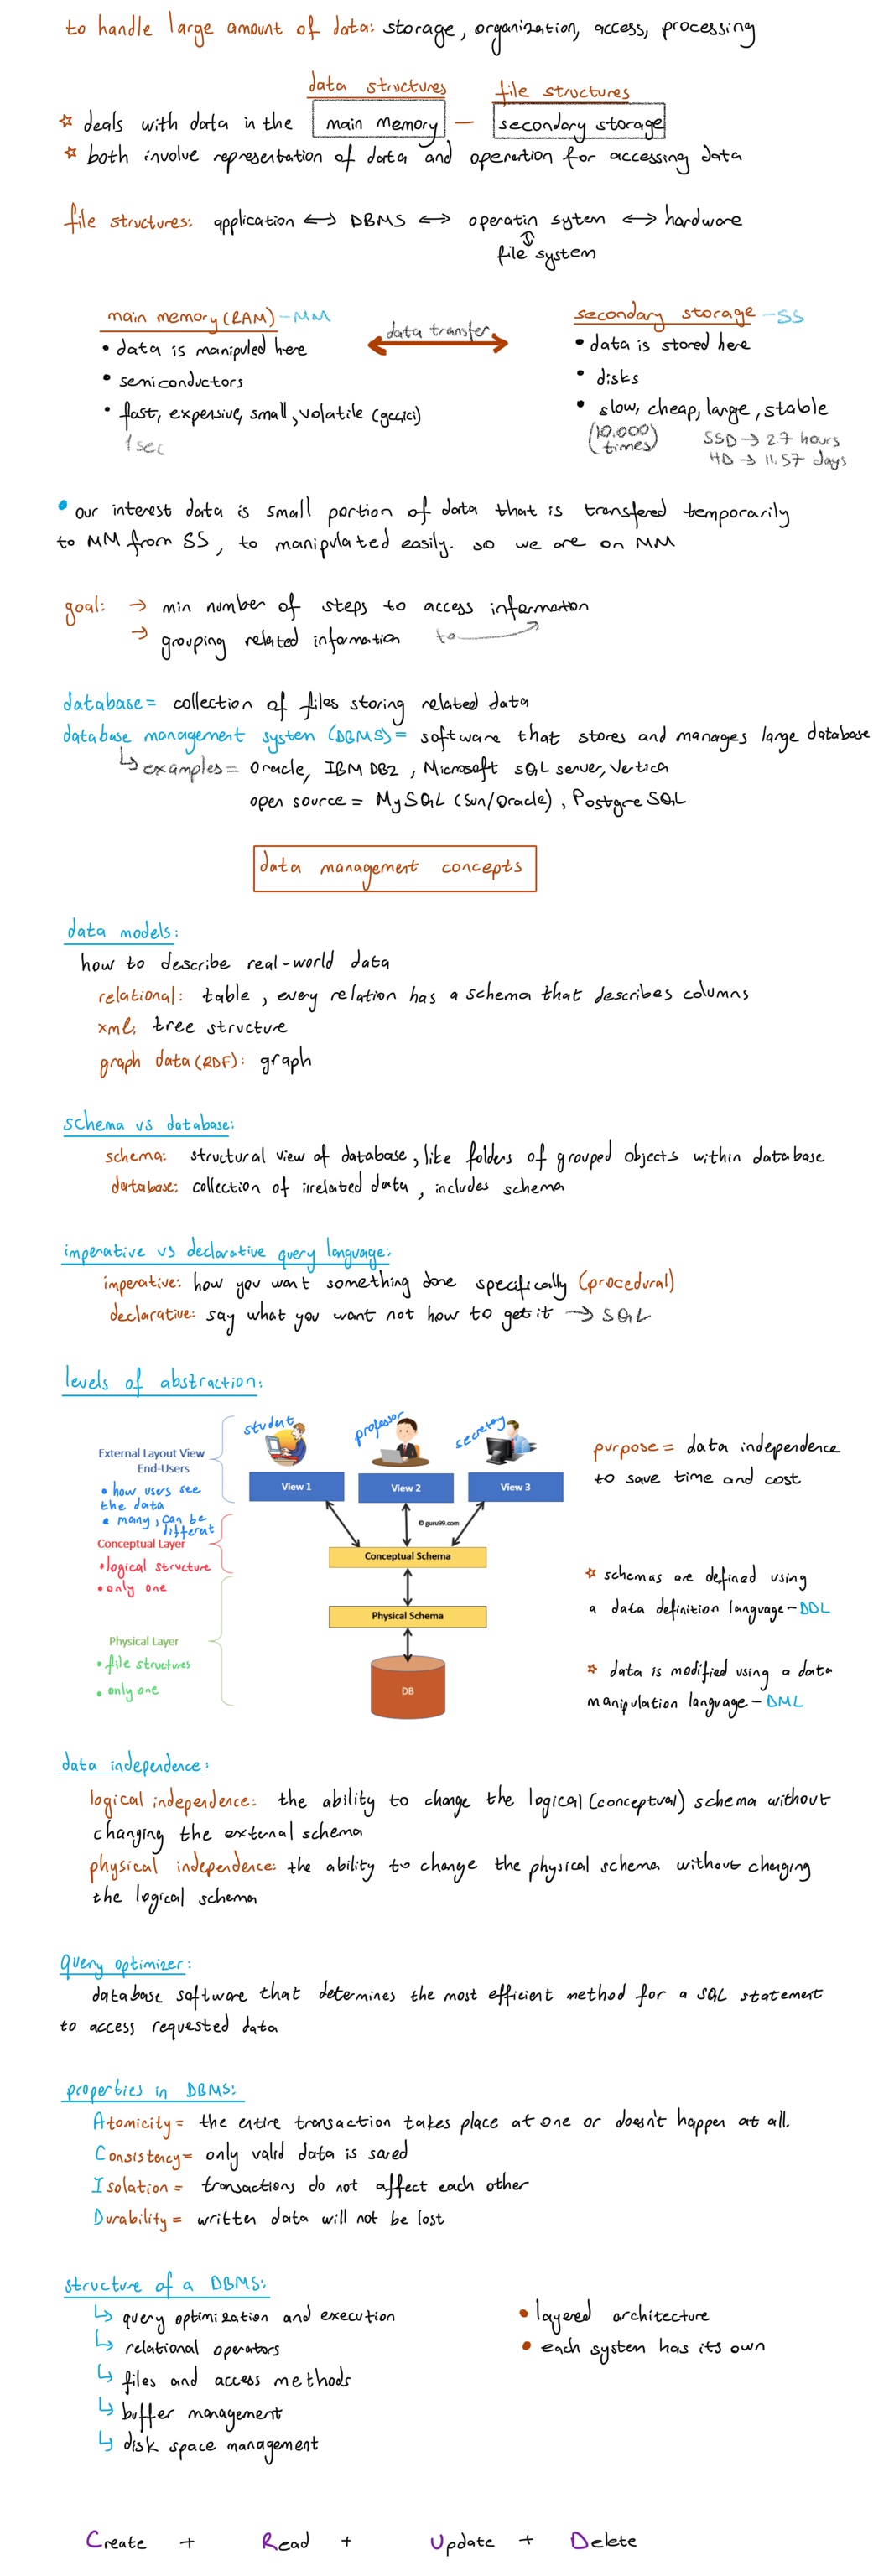 to handle large amount of data: storage, organization, access, processing
data structures file structures
☆ deals with data in the main memory — secondary storage
☆ both involve representation of data and operation for accessing data
file structures: application ⟷ DBMS ⟷ operatin sytem ⟷ hardware
file system
main memory (RAM) - MM
• data is manipuled here
• semiconductors
• fast, expensive, small, volatile (geçici)
1 sec
data transfer
secondary storage - SS
• data is stored here
• disks
• slow, cheap, large, stable
(10.000 times)
SSD → 2.7 hours
HD → 11.57 days
• our interest data is small portion of data that is transfered temporarily
to MM from SS, to manipulated easily. so we are on MM
goal: → min number of steps to access information
→ grouping related information to
database = collection of files storing related data
database management system (DBMS) = software that stores and manages large database
↳ examples = Oracle, IBM DB2, Microsoft SQL server, Vertica
open source = MySQL (Sun/Oracle), PostgreSQL
data management concepts
data models:
how to describe real-world data
relational: table, every relation has a schema that describes columns
xml: tree structure
graph data (RDF): graph
schema vs database:
schema: structural view of database, like folders of grouped objects within database
database: collection of irrelated data, includes schema
imperative vs declarative query language:
imperative: how you want something done specifically (procedural)
declarative: say what you want not how to get it → SQL
levels of abstraction:
student professor secretay
External Layout View
End-Users
• how users see
the data
• many, can be
differat
View 1 View 2 View 3
© guru99.com
Conceptual Layer
• logical structure
• only one
Conceptual Schema
Physical Schema
Physical Layer
• file structures
• only one
DB
purpose = data independence
to save time and cost
☆ schemas are defined using
a data definition language - DDL
☆ data is modified using a data
manipulation language - DML
data independence:
logical independence: the ability to change the logical (conceptual) schema without
changing the external schema
physical independence: the ability to change the physical schema without changing
the logical schema
query optimizer:
database software that determines the most efficient method for a SQL statement
to access requested data
properties in DBMS:
Atomicity = the entire transaction takes place at one or doesn't happen at all.
Consistency = only valid data is saved
Isolation = transactions do not affect each other
Durability = written data will not be lost
structure of a DBMS:
↳ query optimization and execution
↳ relational operators
↳ files and access methods
↳ buffer management
↳ disk space management
• layered architecture
• each system has its own
Create + Read + Update + Delete